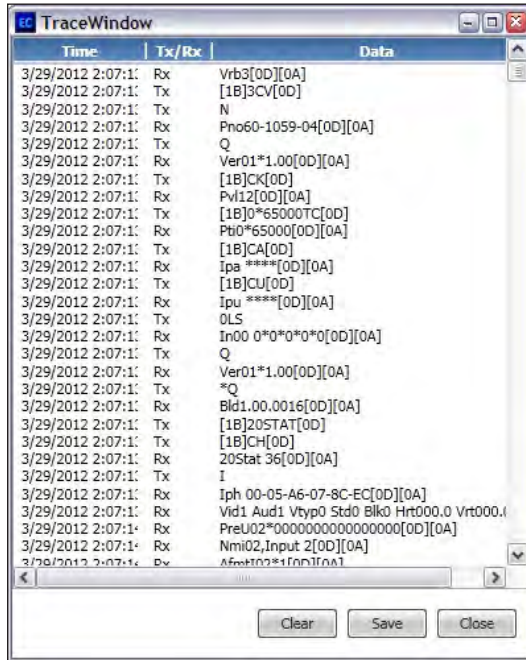 EC TraceWindow
Time Tx/Rx Data
3/29/2012 2:07:1 Rx Vrb3[0D][0A]
3/29/2012 2:07:1 Tx [1B]3CV[0D]
3/29/2012 2:07:1 Tx N
3/29/2012 2:07:1 Rx Pno60-1059-04[0D][0A]
3/29/2012 2:07:1 Tx Q
3/29/2012 2:07:1 Rx Ver01*1.00[0D][0A]
3/29/2012 2:07:1 Tx [1B]CK[0D]
3/29/2012 2:07:1 Rx Pvl12[0D][0A]
3/29/2012 2:07:1 Tx [1B]0*65000TC[0D]
3/29/2012 2:07:1 Rx Pti0*65000[0D][0A]
3/29/2012 2:07:1 Tx [1B]CA[0D]
3/29/2012 2:07:1 Rx Ipa ****[0D][0A]
3/29/2012 2:07:1 Tx [1B]CU[0D]
3/29/2012 2:07:1 Rx Ipu ****[0D][0A]
3/29/2012 2:07:1 Tx 0LS
3/29/2012 2:07:1 Rx In00 0*0*0*0*0[0D][0A]
3/29/2012 2:07:1 Tx Q
3/29/2012 2:07:1 Rx Ver01*1.00[0D][0A]
3/29/2012 2:07:1 Tx *Q
3/29/2012 2:07:1 Rx Bld1.00.0016[0D][0A]
3/29/2012 2:07:1 Tx [1B]20STAT[0D]
3/29/2012 2:07:1 Tx [1B]CH[0D]
3/29/2012 2:07:1 Rx 20Stat 36[0D][0A]
3/29/2012 2:07:1 Tx I
3/29/2012 2:07:1 Rx Iph 00-05-A6-07-8C-EC[0D][0A]
3/29/2012 2:07:1 Rx Vid1 Aud1 Vtyp0 Std0 Blk0 Hrt000.0 Vrt000.
3/29/2012 2:07:1 Rx PreU02*0000000000000000[0D][0A]
3/29/2012 2:07:1 Rx Nmi02,Input 2[0D][0A]
3/29/2012 2:07:1 Rx AfmtI02*1[0D][0A]
Clear Save Close